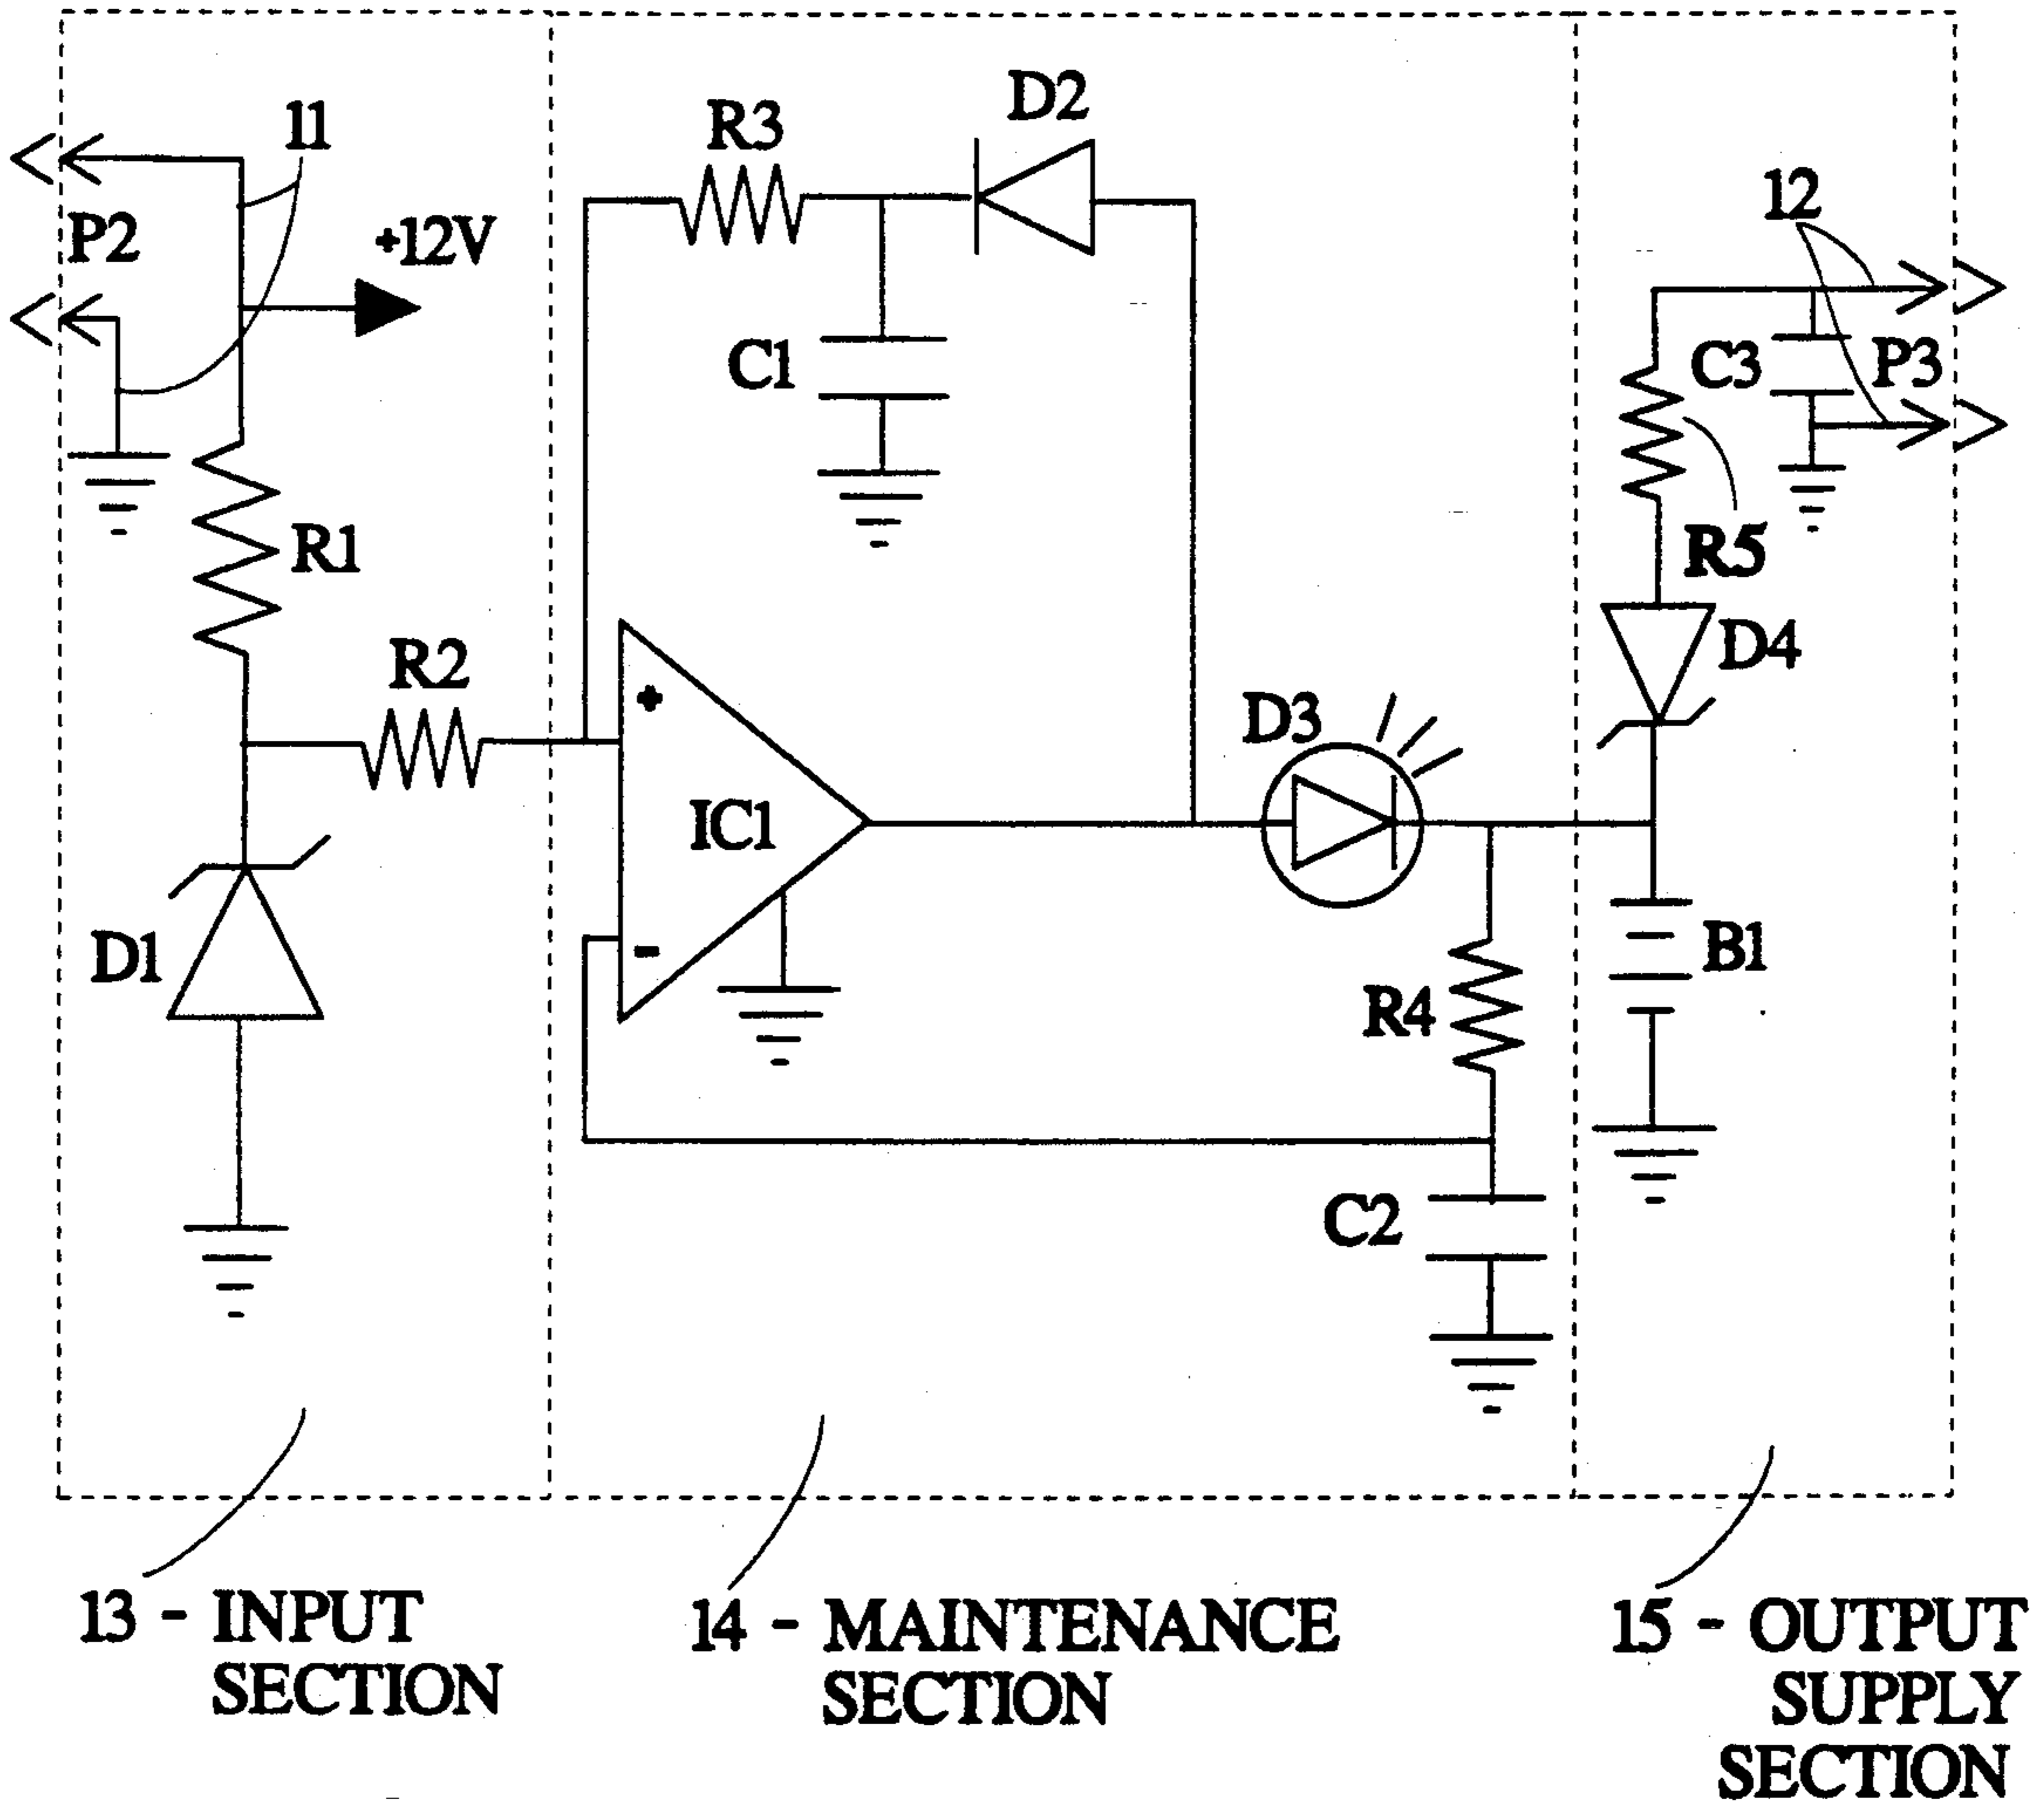 11
P2
+12V
R1
R2
D1
R3
D2
C1
+
IC1
-
D3
R4
C2
12
C3
P3
R5
D4
B1
13 - INPUT
SECTION
14 - MAINTENANCE
SECTION
15 - OUTPUT
SUPPLY
SECTION